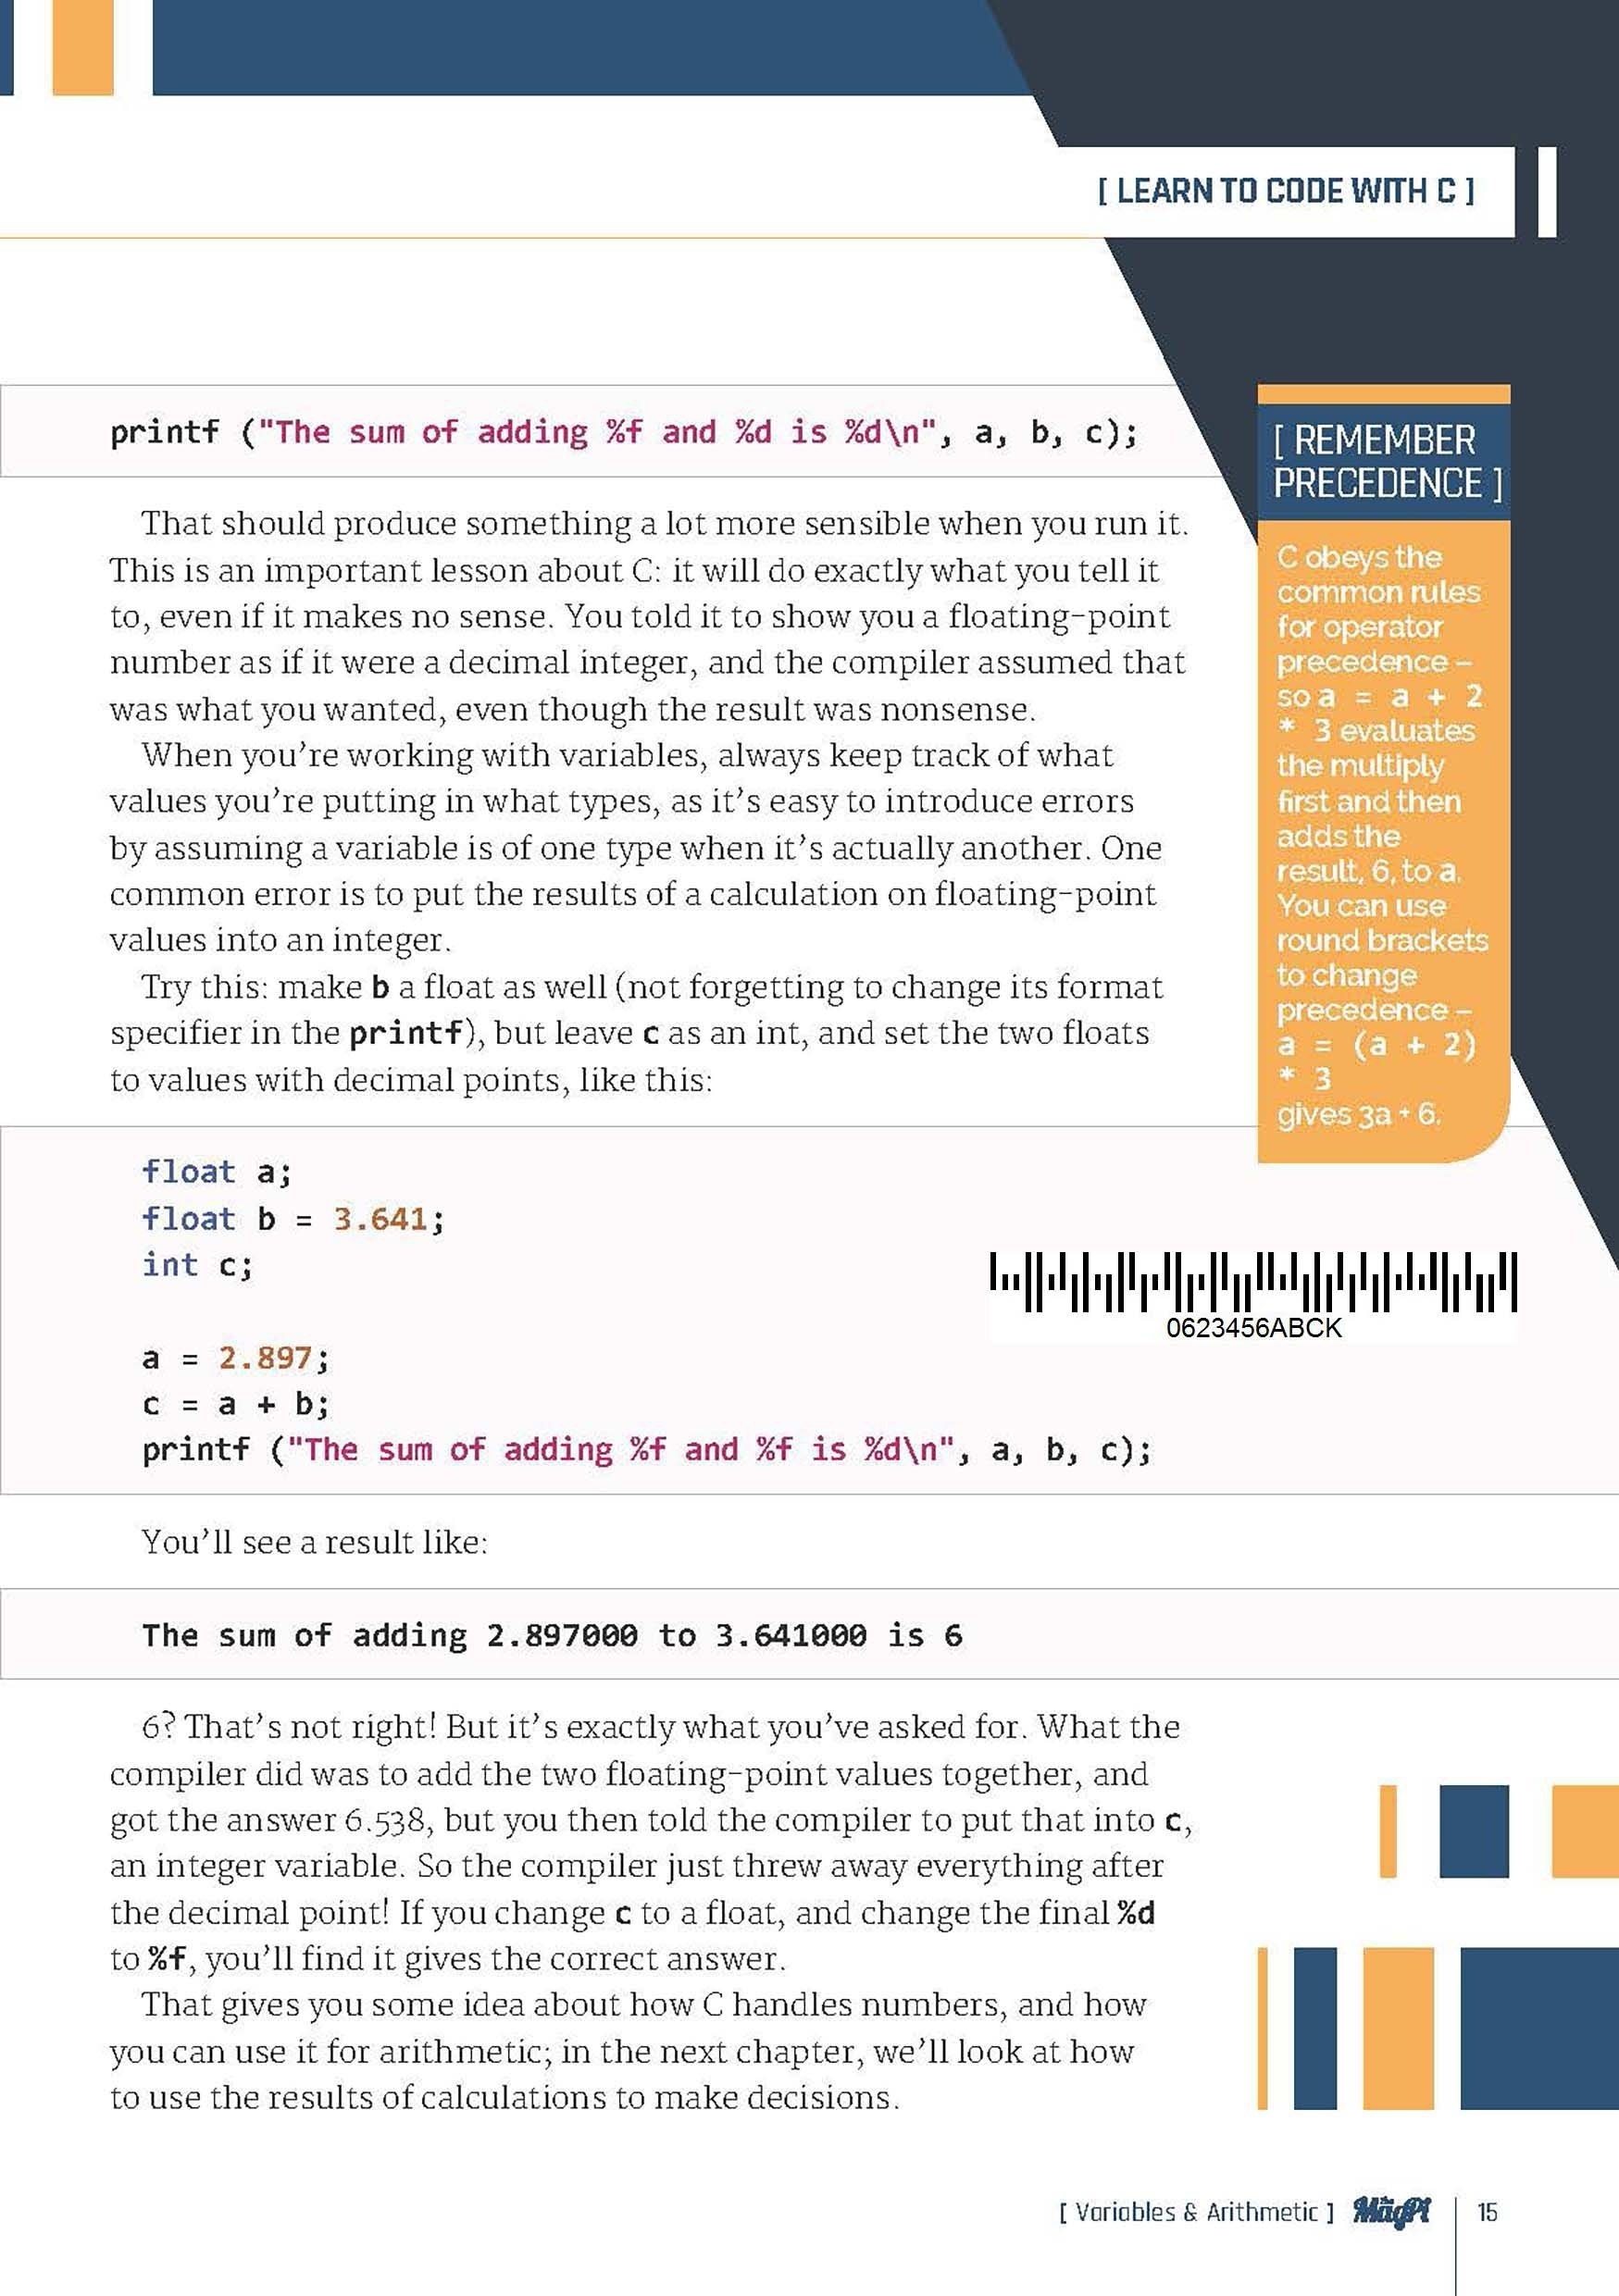 [ LEARN TO CODE WITH C ]
printf ("The sum of adding %f and %d is %d\n", a, b, c);
That should produce something a lot more sensible when you run it.
This is an important lesson about C: it will do exactly what you tell it
to, even if it makes no sense. You told it to show you a floating-point
number as if it were a decimal integer, and the compiler assumed that
was what you wanted, even though the result was nonsense.
When you’re working with variables, always keep track of what
values you’re putting in what types, as it’s easy to introduce errors
by assuming a variable is of one type when it’s actually another. One
common error is to put the results of a calculation on floating-point
values into an integer.
Try this: make b a float as well (not forgetting to change its format
specifier in the printf), but leave c as an int, and set the two floats
to values with decimal points, like this:
[ REMEMBER
PRECEDENCE ]
C obeys the
common rules
for operator
precedence –
so a = a + 2
* 3 evaluates
the multiply
first and then
adds the
result, 6, to a.
You can use
round brackets
to change
precedence –
a = (a + 2)
* 3
gives 3a + 6.
float a;
float b = 3.641;
int c;
a = 2.897;
c = a + b;
printf ("The sum of adding %f and %f is %d\n", a, b, c);
0623456ABCK
You’ll see a result like:
The sum of adding 2.897000 to 3.641000 is 6
6? That’s not right! But it’s exactly what you’ve asked for. What the
compiler did was to add the two floating-point values together, and
got the answer 6.538, but you then told the compiler to put that into c,
an integer variable. So the compiler just threw away everything after
the decimal point! If you change c to a float, and change the final %d
to %f, you’ll find it gives the correct answer.
That gives you some idea about how C handles numbers, and how
you can use it for arithmetic; in the next chapter, we’ll look at how
to use the results of calculations to make decisions.
[ Variables & Arithmetic ] The MagPi 15